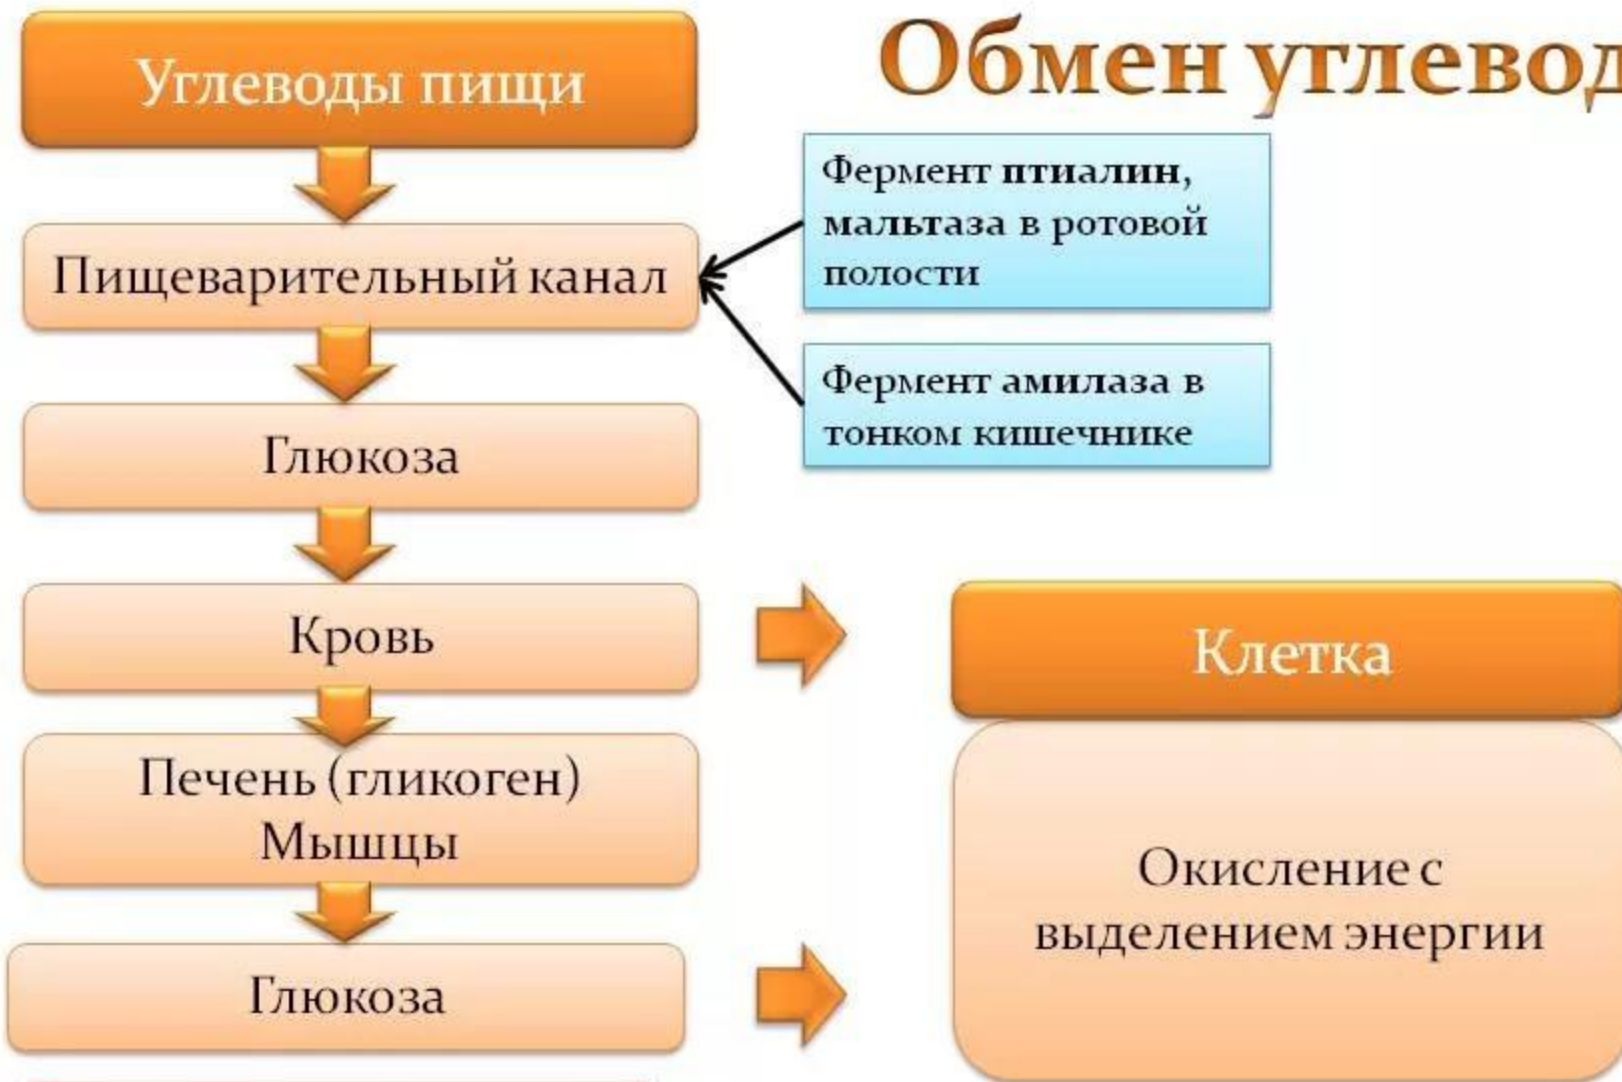 Обмен углевод
Углеводы пищи
Фермент птиалин,
мальтаза в ротовой
полости
Пищеварительный канал
Фермент амилаза в
тонком кишечнике
Глюкоза
Кровь
Клетка
Печень (гликоген)
Мышцы
Окисление с
выделением энергии
Глюкоза